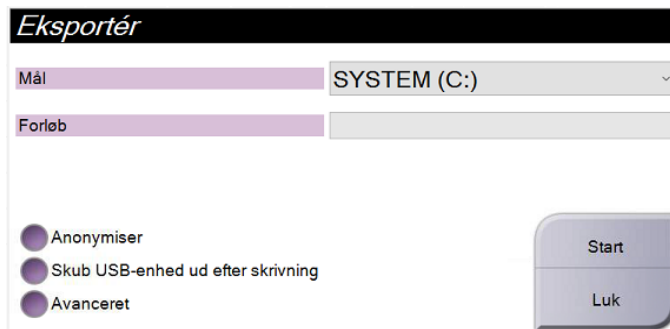 Eksportér
Mål
SYSTEM (C:)
Forløb
Anonymiser
Skub USB-enhed ud efter skrivning
Avanceret
Start
Luk